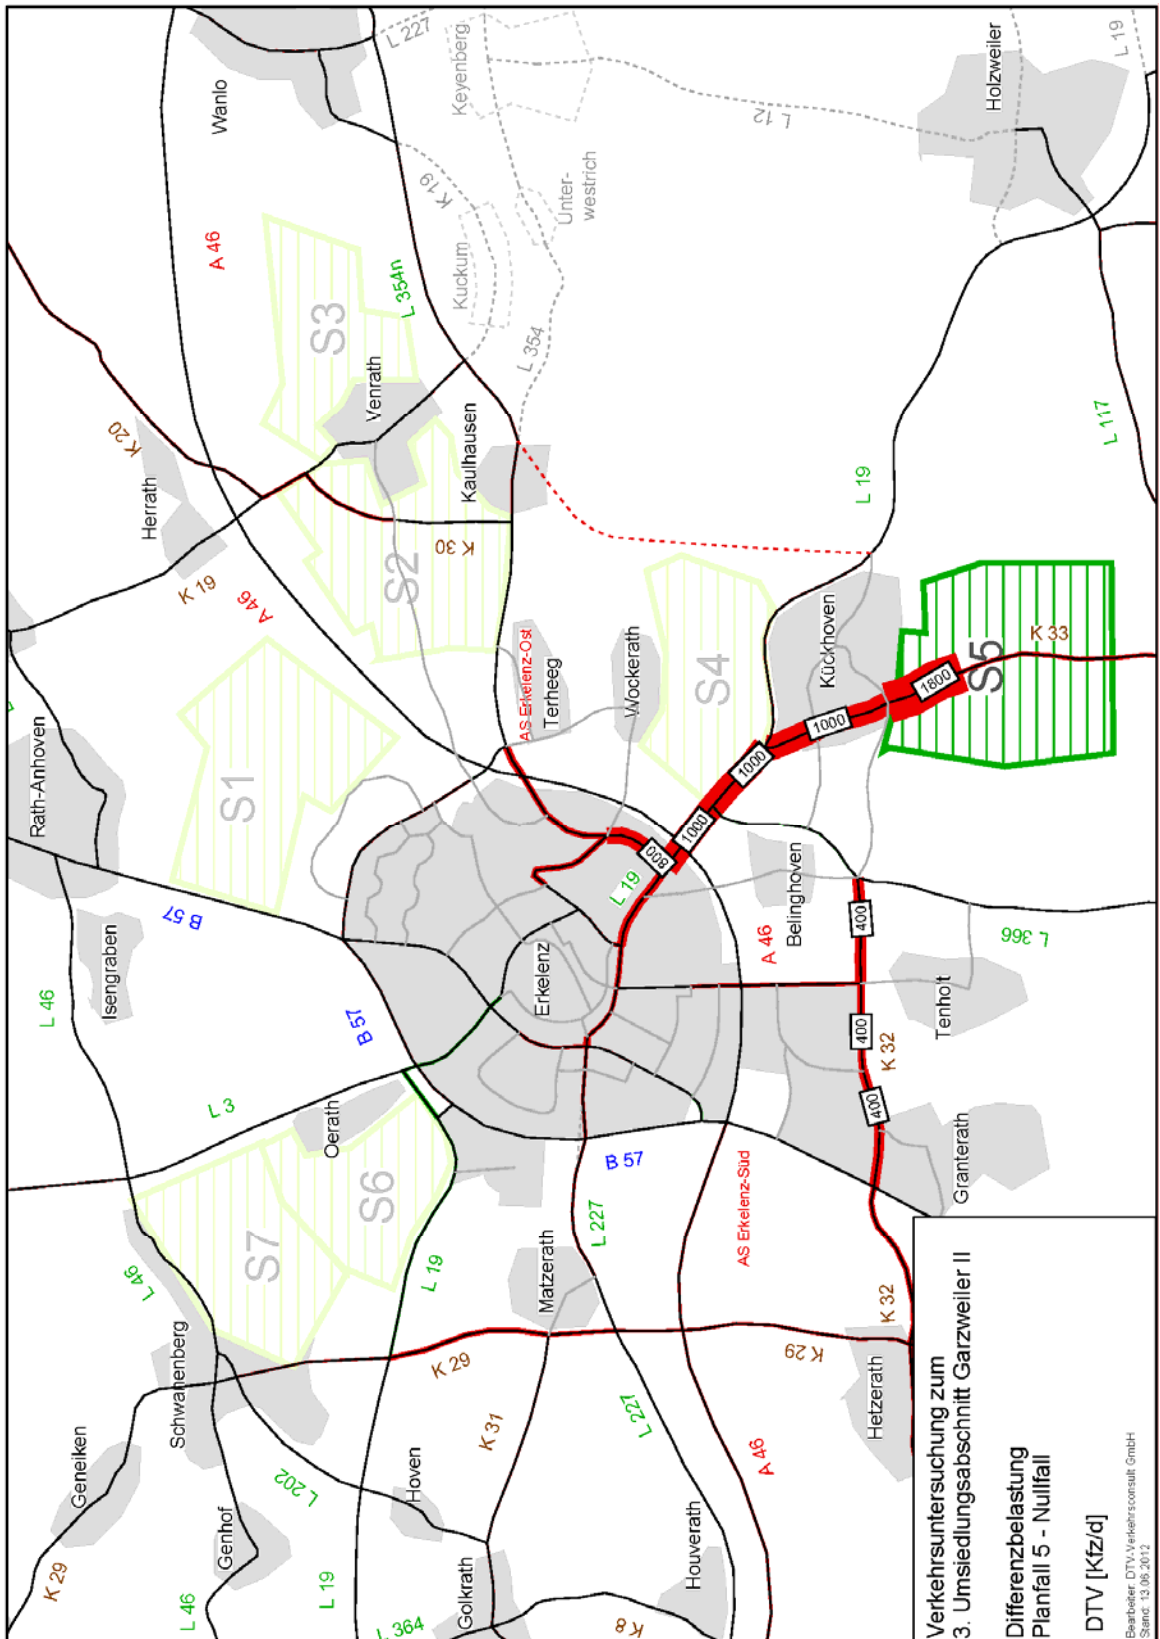 Wanlo
L 227
Keyenberg
L 12
Holzweiler
L 19
K 19
Unter-
westrich
A 46
Kuckum
L 354n
L 354
S3
Venrath
K 20
Herrath
Kaulhausen
L 19
L 117
K 30
S2
K 19
A 46
AS Erkelenz-Ost
Terheeg
Wockerath
S4
Kückhoven
K 33
S5
1800
1000
1000
1000
800
Rath-Anhoven
S1
L 19
Belinghoven
B 57
Isengraben
L 46
B 57
Erkelenz
A 46
400
400
400
L 366
Tenholt
K 32
L 3
Oerath
S6
S7
B 57
AS Erkelenz-Süd
Granterath
L 46
L 19
L 227
Matzerath
K 29
K 29
K 32
Hetzerath
Schwanenberg
Geneiken
K 31
L 227
A 46
L 202
Hoven
Genhof
K 29
L 46
L 19
L 364
Golkrath
Houverath
K 8
Verkehrsuntersuchung zum
3. Umsiedlungsabschnitt Garzweiler II
Differenzbelastung
Planfall 5 - Nullfall
DTV [Kfz/d]
Bearbeiter: DTV-Verkehrsconsult GmbH
Stand: 13.06.2012